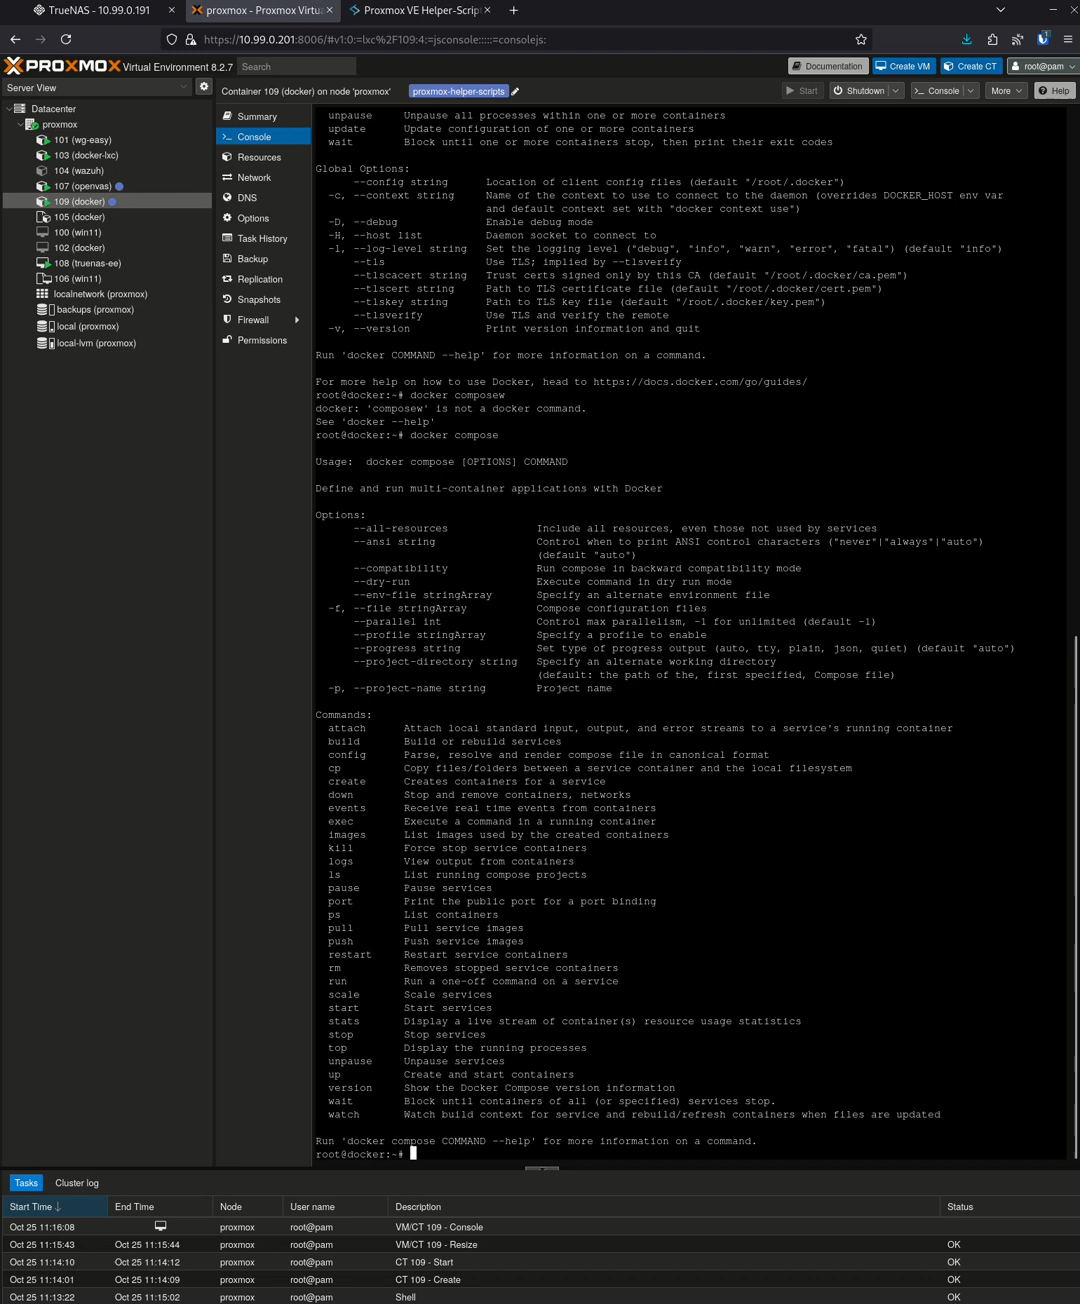 TrueNAS - 10.99.0.191
proxmox - Proxmox Virtu
Proxmox VE Helper-Script
https://10.99.0.201:8006/#v1:0:=lxc%2F109:4:=jsconsole:::::=consolejs:
PROXMOX Virtual Environment 8.2.7
Search
Documentation
Create VM
Create CT
root@pam
Server View
Container 109 (docker) on node 'proxmox'
proxmox-helper-scripts
Start
Shutdown
Console
More
Help
Datacenter
proxmox
101 (wg-easy)
103 (docker-lxc)
104 (wazuh)
107 (openvas)
109 (docker)
105 (docker)
100 (win11)
102 (docker)
108 (truenas-ee)
106 (win11)
localnetwork (proxmox)
backups (proxmox)
local (proxmox)
local-lvm (proxmox)
Summary
Console
Resources
Network
DNS
Options
Task History
Backup
Replication
Snapshots
Firewall
Permissions
unpause Unpause all processes within one or more containers
update Update configuration of one or more containers
wait Block until one or more containers stop, then print their exit codes
Global Options:
--config string Location of client config files (default "/root/.docker")
-c, --context string Name of the context to use to connect to the daemon (overrides DOCKER_HOST env var
and default context set with "docker context use")
-D, --debug Enable debug mode
-H, --host list Daemon socket to connect to
-l, --log-level string Set the logging level ("debug", "info", "warn", "error", "fatal") (default "info")
--tls Use TLS; implied by --tlsverify
--tlscacert string Trust certs signed only by this CA (default "/root/.docker/ca.pem")
--tlscert string Path to TLS certificate file (default "/root/.docker/cert.pem")
--tlskey string Path to TLS key file (default "/root/.docker/key.pem")
--tlsverify Use TLS and verify the remote
-v, --version Print version information and quit
Run 'docker COMMAND --help' for more information on a command.
For more help on how to use Docker, head to https://docs.docker.com/go/guides/
root@docker:~# docker composew
docker: 'composew' is not a docker command.
See 'docker --help'
root@docker:~# docker compose
Usage: docker compose [OPTIONS] COMMAND
Define and run multi-container applications with Docker
Options:
--all-resources Include all resources, even those not used by services
--ansi string Control when to print ANSI control characters ("never"|"always"|"auto")
(default "auto")
--compatibility Run compose in backward compatibility mode
--dry-run Execute command in dry run mode
--env-file stringArray Specify an alternate environment file
-f, --file stringArray Compose configuration files
--parallel int Control max parallelism, -1 for unlimited (default -1)
--profile stringArray Specify a profile to enable
--progress string Set type of progress output (auto, tty, plain, json, quiet) (default "auto")
--project-directory string Specify an alternate working directory
(default: the path of the, first specified, Compose file)
-p, --project-name string Project name
Commands:
attach Attach local standard input, output, and error streams to a service's running container
build Build or rebuild services
config Parse, resolve and render compose file in canonical format
cp Copy files/folders between a service container and the local filesystem
create Creates containers for a service
down Stop and remove containers, networks
events Receive real time events from containers
exec Execute a command in a running container
images List images used by the created containers
kill Force stop service containers
logs View output from containers
ls List running compose projects
pause Pause services
port Print the public port for a port binding
ps List containers
pull Pull service images
push Push service images
restart Restart service containers
rm Removes stopped service containers
run Run a one-off command on a service
scale Scale services
start Start services
stats Display a live stream of container(s) resource usage statistics
stop Stop services
top Display the running processes
unpause Unpause services
up Create and start containers
version Show the Docker Compose version information
wait Block until containers of all (or specified) services stop.
watch Watch build context for service and rebuild/refresh containers when files are updated
Run 'docker compose COMMAND --help' for more information on a command.
root@docker:~#
Tasks Cluster log
Start Time End Time Node User name Description Status
Oct 25 11:16:08 proxmox root@pam VM/CT 109 - Console
Oct 25 11:15:43 Oct 25 11:15:44 proxmox root@pam VM/CT 109 - Resize OK
Oct 25 11:14:10 Oct 25 11:14:12 proxmox root@pam CT 109 - Start OK
Oct 25 11:14:01 Oct 25 11:14:09 proxmox root@pam CT 109 - Create OK
Oct 25 11:13:22 Oct 25 11:15:02 proxmox root@pam Shell OK